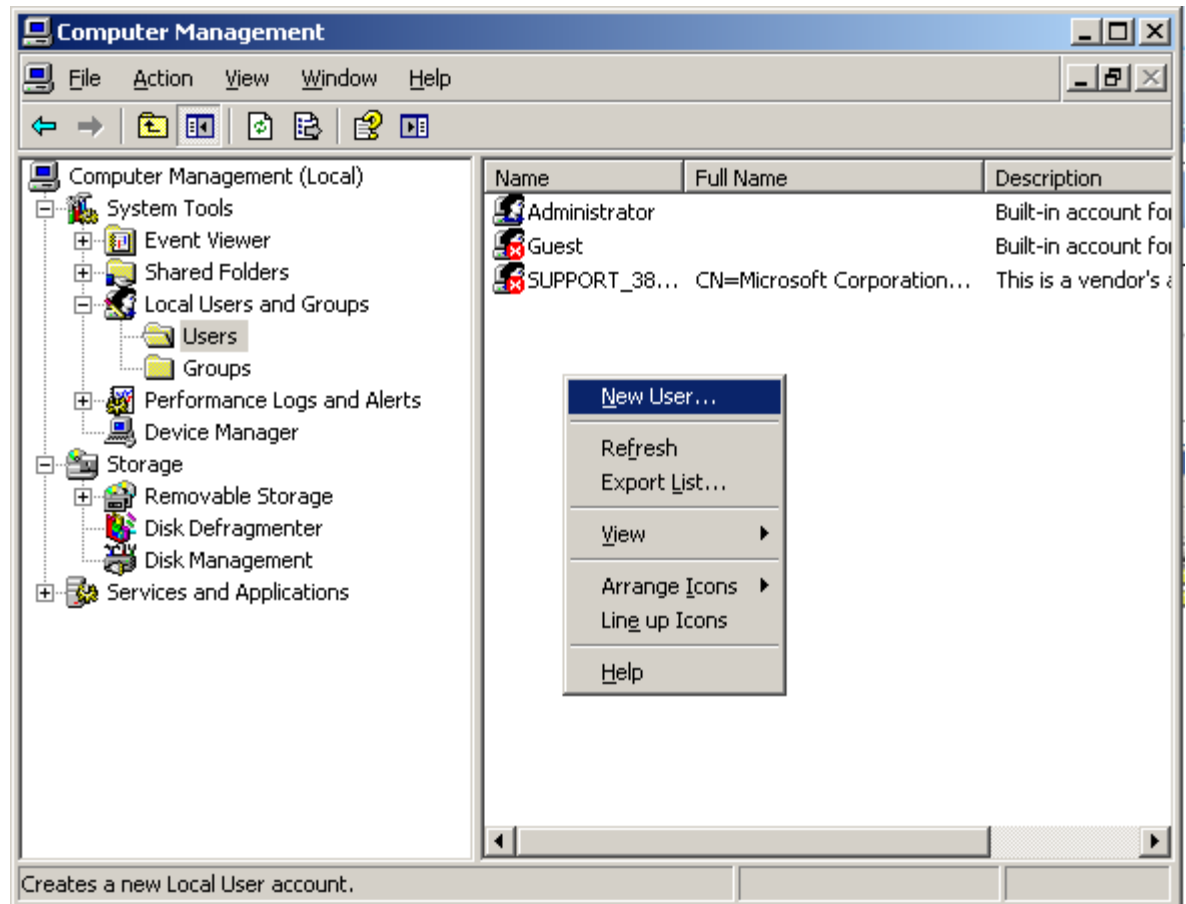 Computer Management
File Action View Window Help
Computer Management (Local)
System Tools
Event Viewer
Shared Folders
Local Users and Groups
Users
Groups
Performance Logs and Alerts
Device Manager
Storage
Removable Storage
Disk Defragmenter
Disk Management
Services and Applications
Name Full Name Description
Administrator Built-in account for
Guest Built-in account for
SUPPORT_38... CN=Microsoft Corporation... This is a vendor's a
New User...
Refresh
Export List...
View
Arrange Icons
Line up Icons
Help
Creates a new Local User account.